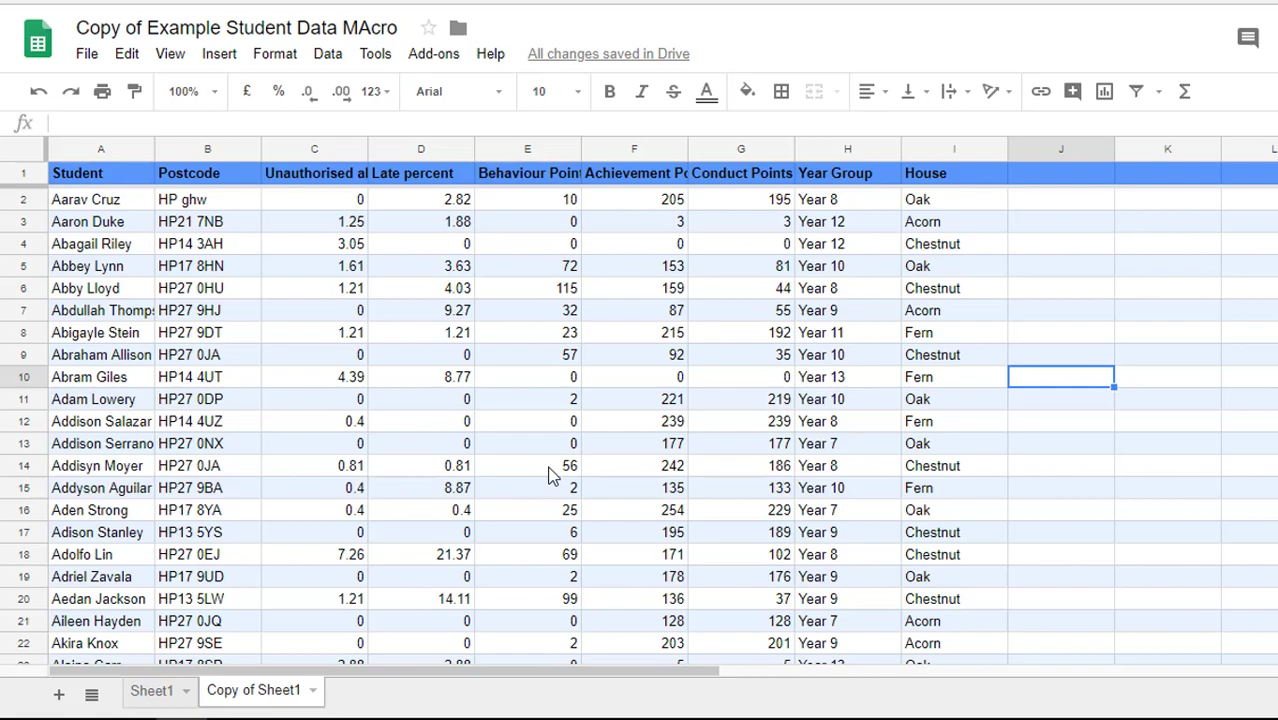 Copy of Example Student Data MAcro
File Edit View Insert Format Data Tools Add-ons Help All changes saved in Drive
100% £ % .0 .00 123 Arial 10 B I S A Σ
fx
A B C D E F G H I J K L
1 Student Postcode Unauthorised al Late percent Behaviour Poin Achievement Po Conduct Points Year Group House
2 Aarav Cruz HP ghw 0 2.82 10 205 195 Year 8 Oak
3 Aaron Duke HP21 7NB 1.25 1.88 0 3 3 Year 12 Acorn
4 Abagail Riley HP14 3AH 3.05 0 0 0 0 Year 12 Chestnut
5 Abbey Lynn HP17 8HN 1.61 3.63 72 153 81 Year 10 Oak
6 Abby Lloyd HP27 0HU 1.21 4.03 115 159 44 Year 8 Chestnut
7 Abdullah Thomps HP27 9HJ 0 9.27 32 87 55 Year 9 Acorn
8 Abigayle Stein HP27 9DT 1.21 1.21 23 215 192 Year 11 Fern
9 Abraham Allison HP27 0JA 0 0 57 92 35 Year 10 Chestnut
10 Abram Giles HP14 4UT 4.39 8.77 0 0 0 Year 13 Fern
11 Adam Lowery HP27 0DP 0 0 2 221 219 Year 10 Oak
12 Addison Salazar HP14 4UZ 0.4 0 0 239 239 Year 8 Fern
13 Addison Serrano HP27 0NX 0 0 0 177 177 Year 7 Oak
14 Addisyn Moyer HP27 0JA 0.81 0.81 56 242 186 Year 8 Chestnut
15 Addyson Aguilar HP27 9BA 0.4 8.87 2 135 133 Year 10 Fern
16 Aden Strong HP17 8YA 0.4 0.4 25 254 229 Year 7 Oak
17 Adison Stanley HP13 5YS 0 0 6 195 189 Year 9 Chestnut
18 Adolfo Lin HP27 0EJ 7.26 21.37 69 171 102 Year 8 Chestnut
19 Adriel Zavala HP17 9UD 0 0 2 178 176 Year 9 Oak
20 Aedan Jackson HP13 5LW 1.21 14.11 99 136 37 Year 9 Chestnut
21 Aileen Hayden HP27 0JQ 0 0 0 128 128 Year 7 Acorn
22 Akira Knox HP27 9SE 0 0 2 203 201 Year 9 Acorn
Sheet1 Copy of Sheet1